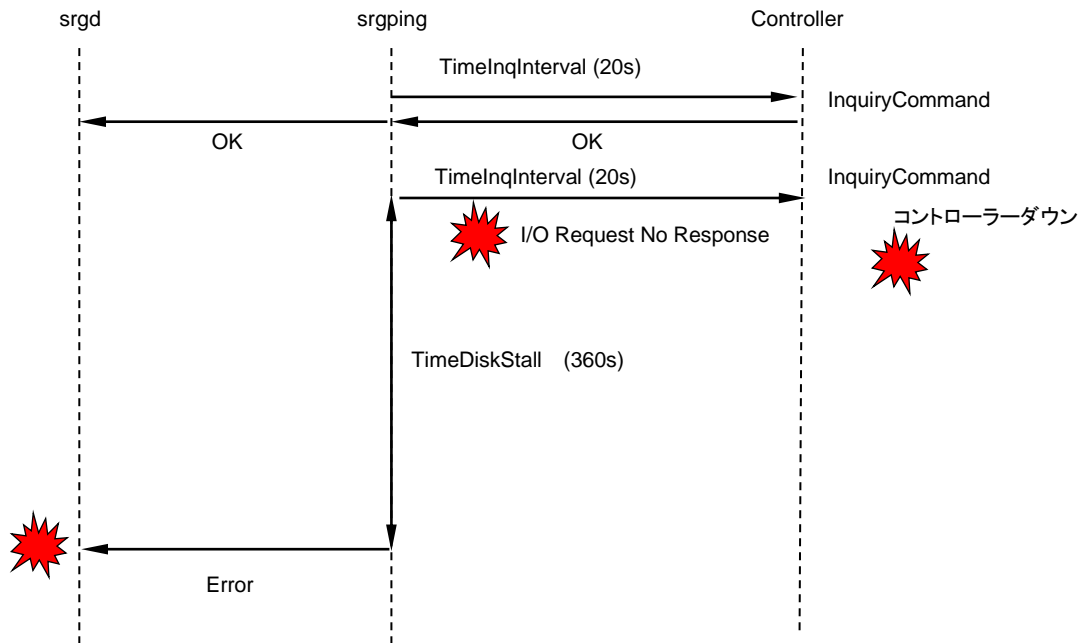 srgd
srgping
Controller
TimeInqInterval (20s)
InquiryCommand
OK
OK
TimeInqInterval (20s)
InquiryCommand
コントローラーダウン
I/O Request No Response
TimeDiskStall (360s)
Error